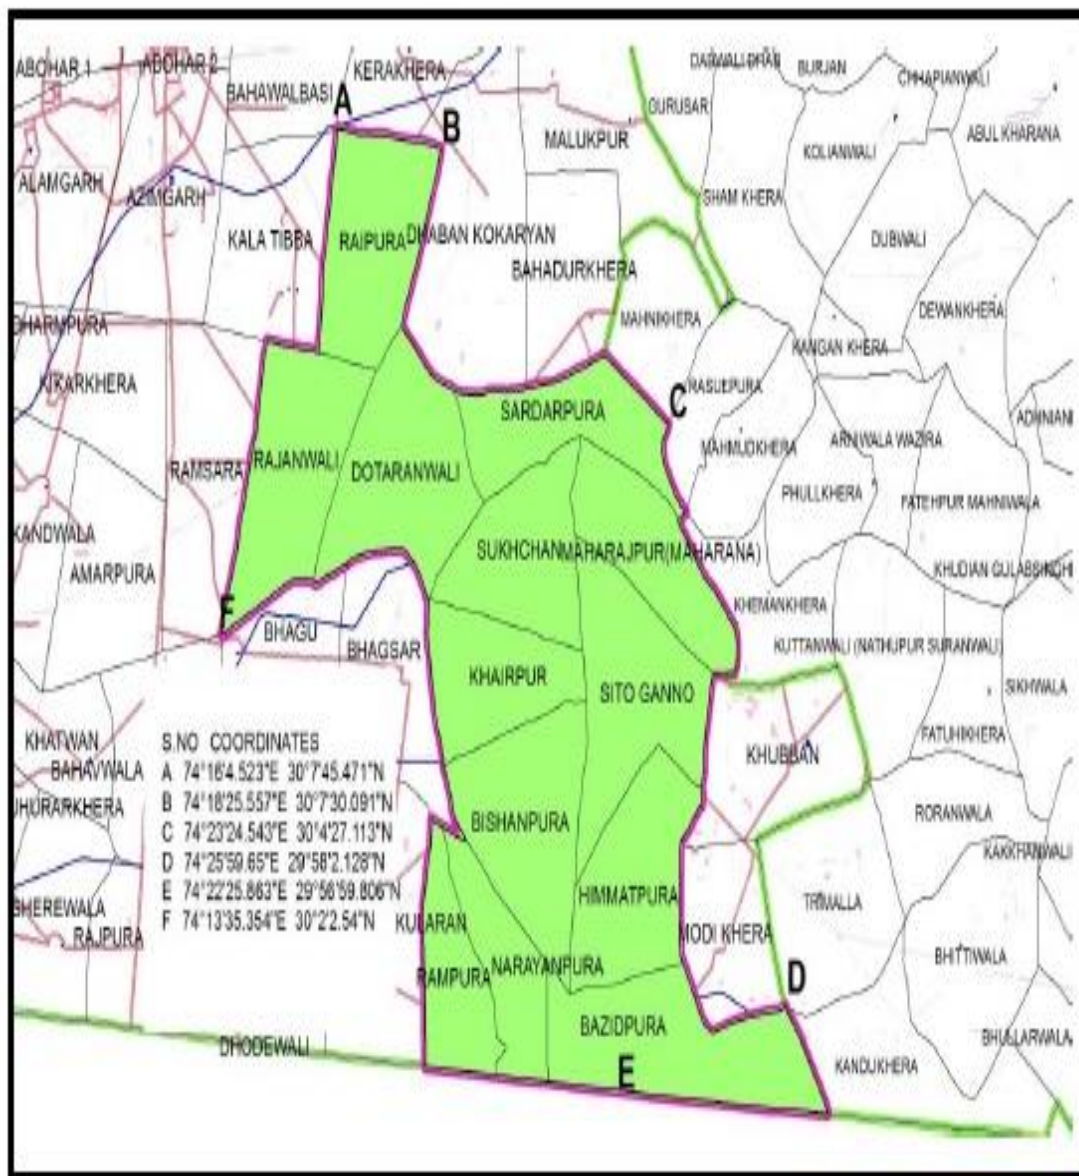 ABOHAR 1
ABOHAR 2
KERAKHERA
BAHAWALBASI
A
B
MALUKPUR
GURUSAR
BURJAN
CHHAPIANWALI
KOLIANWALI
ABUL KHARANA
ALAMGARH
AZIMGARH
SHAM KHERA
KALA TIBBA
RAIPURA
DHABAN KOKARYAN
BAHADURKHERA
DUBWALI
DEWANKHERA
DHARMPURA
MAHNIKHERA
KANGAN KHERA
KIKARKHERA
RASULPURA
C
SARDARPURA
ARNIWALA WAZIRA
RAMSARA
RAJANWALI
DOTARANWALI
MAHMUDKHERA
PHULLKHERA
FATEHPUR MAHNIWALA
KANDWALA
AMARPURA
SUKHCHAN
MAHARAJPUR(MAHARANA)
KHUDIAN GULABSINGH
KHEMANKHERA
F
BHAGU
BHAGSAR
KUTTANWALI (NATHUPUR SURANWALI)
KHAIRPUR
SITO GANNO
SIKHWALA
KHATWAN
BAHAVWALA
KHUBBAN
FATUHIKHERA
S.NO COORDINATES
A 74°16'4.523"E 30°7'45.471"N
B 74°18'25.557"E 30°7'30.091"N
C 74°23'24.543"E 30°4'27.113"N
D 74°25'59.65"E 29°58'2.128"N
E 74°22'25.863"E 29°56'59.806"N
F 74°13'35.354"E 30°2'2.54"N
JHURARKHERA
BISHANPURA
RORANWALA
KAKKHANWALI
HIMMATPURA
SHEREWALA
RAJPURA
KULARAN
TRIMALLA
MODI KHERA
BHITTIWALA
RAMPURA
NARAYANPURA
D
BAZIDPURA
DHODEWALI
E
KANDUKHERA
BHULLARWALA